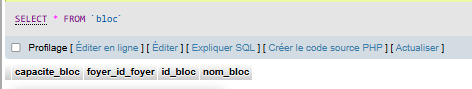 SELECT * FROM `bloc`
Profilage [ Éditer en ligne ] [ Éditer ] [ Expliquer SQL ] [ Créer le code source PHP ] [ Actualiser ]
capacite_bloc foyer_id_foyer id_bloc nom_bloc